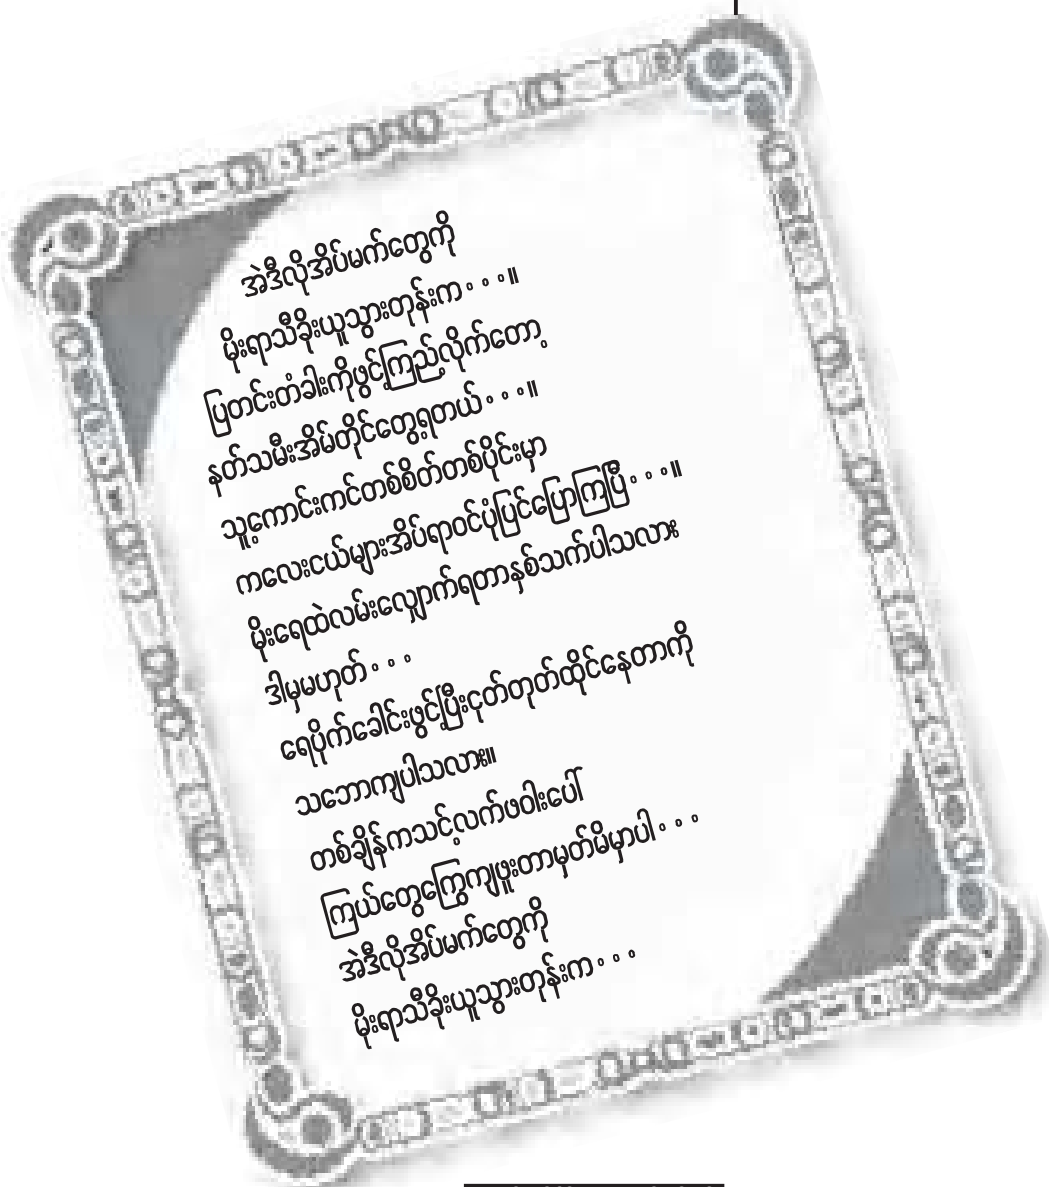 အဲဒီလိုအိပ်မက်တွေကို
မိုးရာသီခိုးယူသွားတုန်းက ° ° ° ။
ပြတင်းတံခါးကိုဖွင့်ကြည့်လိုက်တော့
နတ်သမီးအိမ်တိုင်တွေ့ရတယ် ° ° ° ။
သူ့ကောင်းကင်တစ်စိတ်တစ်ပိုင်းမှာ
ကလေးငယ်များအိပ်ရာဝင်ပုံပြင်ပြောကြပြီ ° ° ° ။
မိုးရေထဲလမ်းလျှောက်ရတာနှစ်သက်ပါသလား
ဒါမှမဟုတ် ° ° °
ရေပိုက်ခေါင်းဖွင့်ပြီးငုတ်တုတ်ထိုင်နေတာကို
သဘောကျပါသလား။
တစ်ချိန်ကသင့်လက်ဖဝါးပေါ်
ကြယ်တွေကြွေကျဖူးတာမှတ်မိမှာပါ ° ° °
အဲဒီလိုအိပ်မက်တွေကို
မိုးရာသီခိုးယူသွားတုန်းက ° ° °